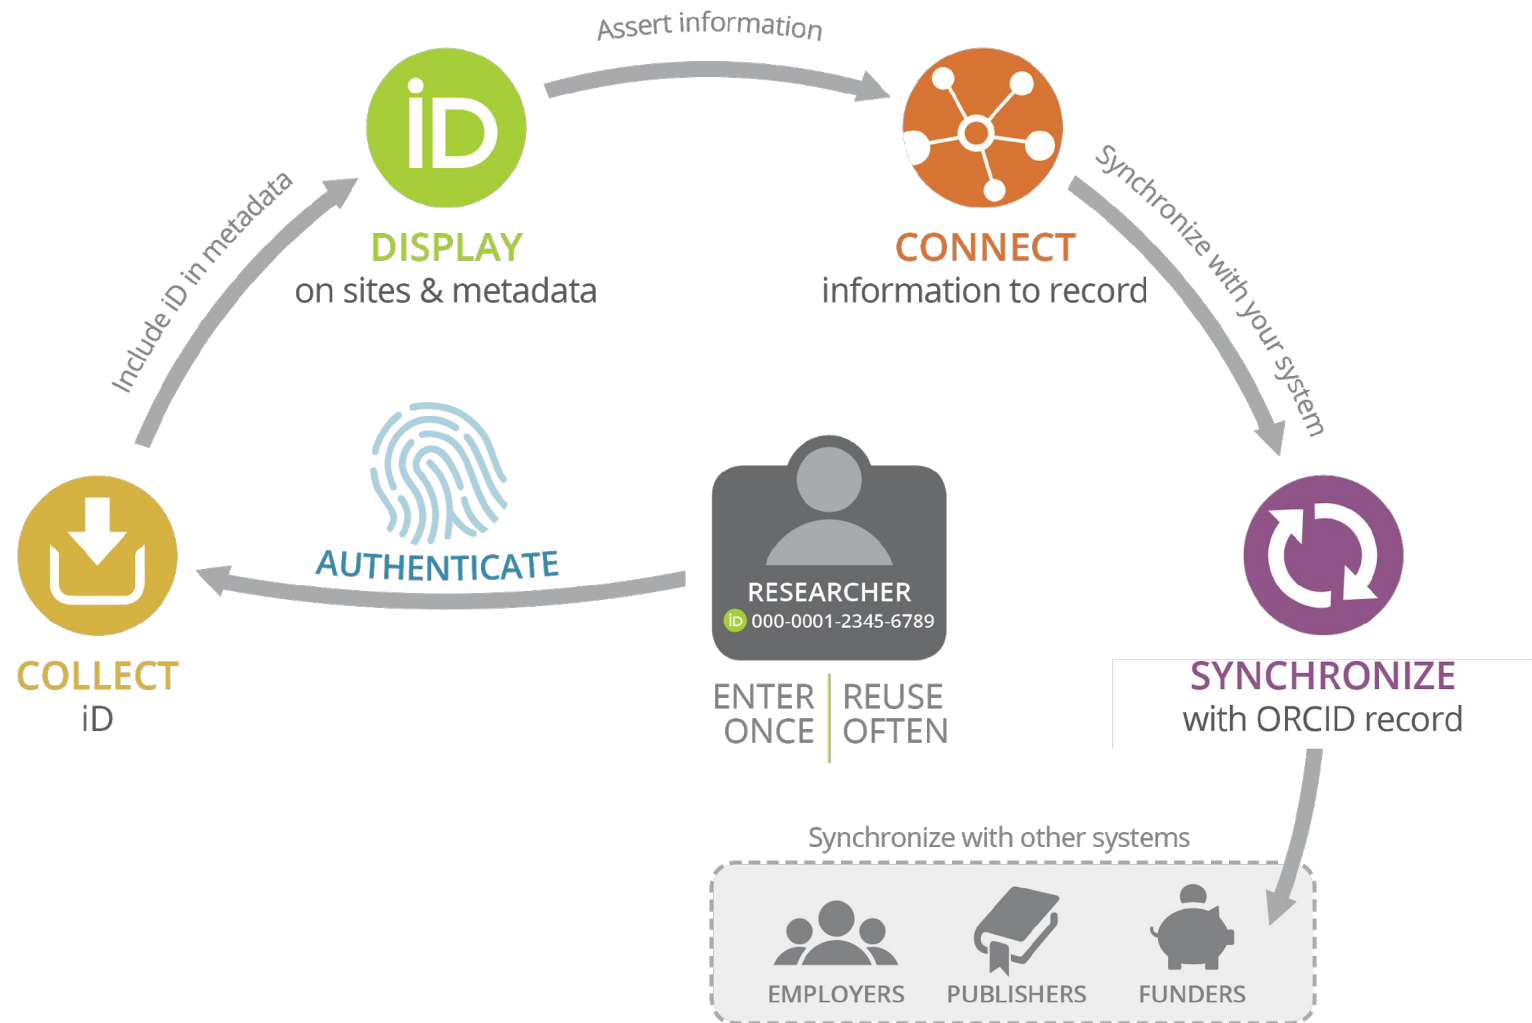 Assert information
iD
DISPLAY
on sites & metadata
CONNECT
information to record
Include iD in metadata
Synchronize with your system
AUTHENTICATE
RESEARCHER
iD 000-0001-2345-6789
ENTER ONCE
REUSE OFTEN
COLLECT
iD
SYNCHRONIZE
with ORCID record
Synchronize with other systems
EMPLOYERS
PUBLISHERS
FUNDERS